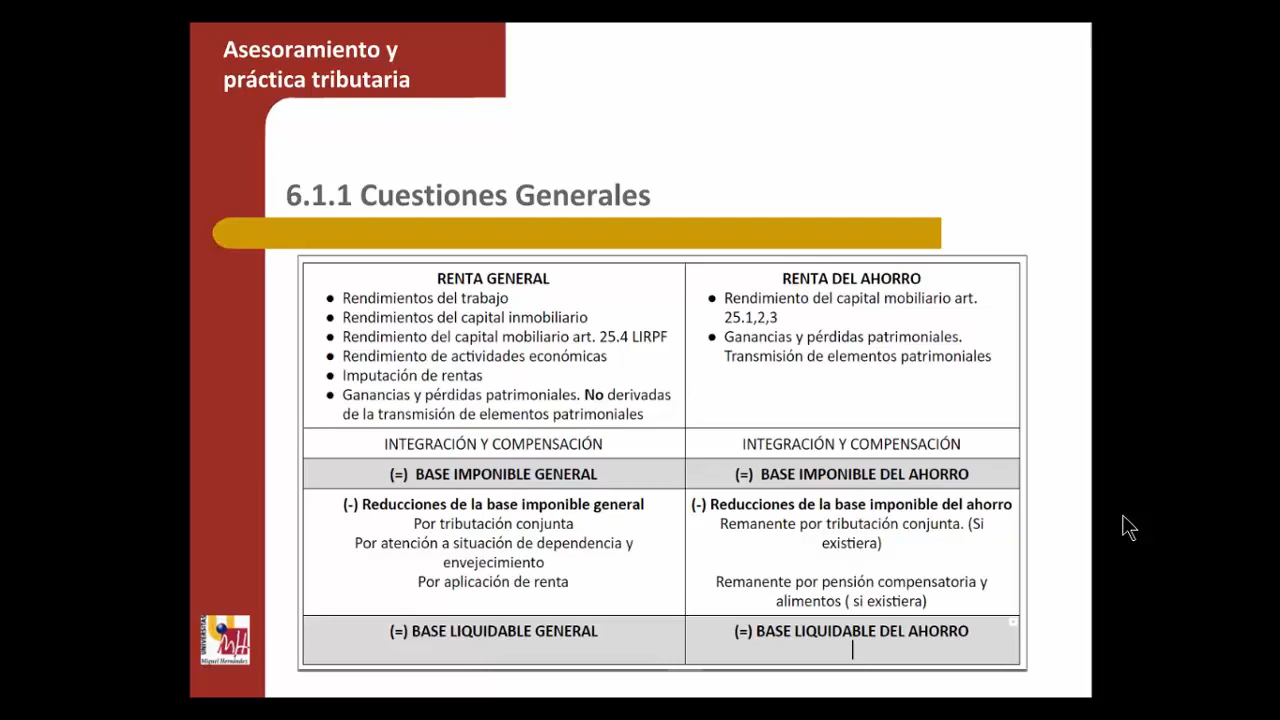 Asesoramiento y
práctica tributaria
6.1.1 Cuestiones Generales
RENTA GENERAL
● Rendimientos del trabajo
● Rendimientos del capital inmobiliario
● Rendimiento del capital mobiliario art. 25.4 LIRPF
● Rendimiento de actividades económicas
● Imputación de rentas
● Ganancias y pérdidas patrimoniales. No derivadas
de la transmisión de elementos patrimoniales
RENTA DEL AHORRO
● Rendimiento del capital mobiliario art.
25.1,2,3
● Ganancias y pérdidas patrimoniales.
Transmisión de elementos patrimoniales
INTEGRACIÓN Y COMPENSACIÓN
INTEGRACIÓN Y COMPENSACIÓN
(=) BASE IMPONIBLE GENERAL
(=) BASE IMPONIBLE DEL AHORRO
(-) Reducciones de la base imponible general
Por tributación conjunta
Por atención a situación de dependencia y
envejecimiento
Por aplicación de renta
(-) Reducciones de la base imponible del ahorro
Remanente por tributación conjunta. (Si
existiera)
Remanente por pensión compensatoria y
alimentos ( si existiera)
(=) BASE LIQUIDABLE GENERAL
(=) BASE LIQUIDABLE DEL AHORRO
UNIVERSITAS
Miguel Hernández